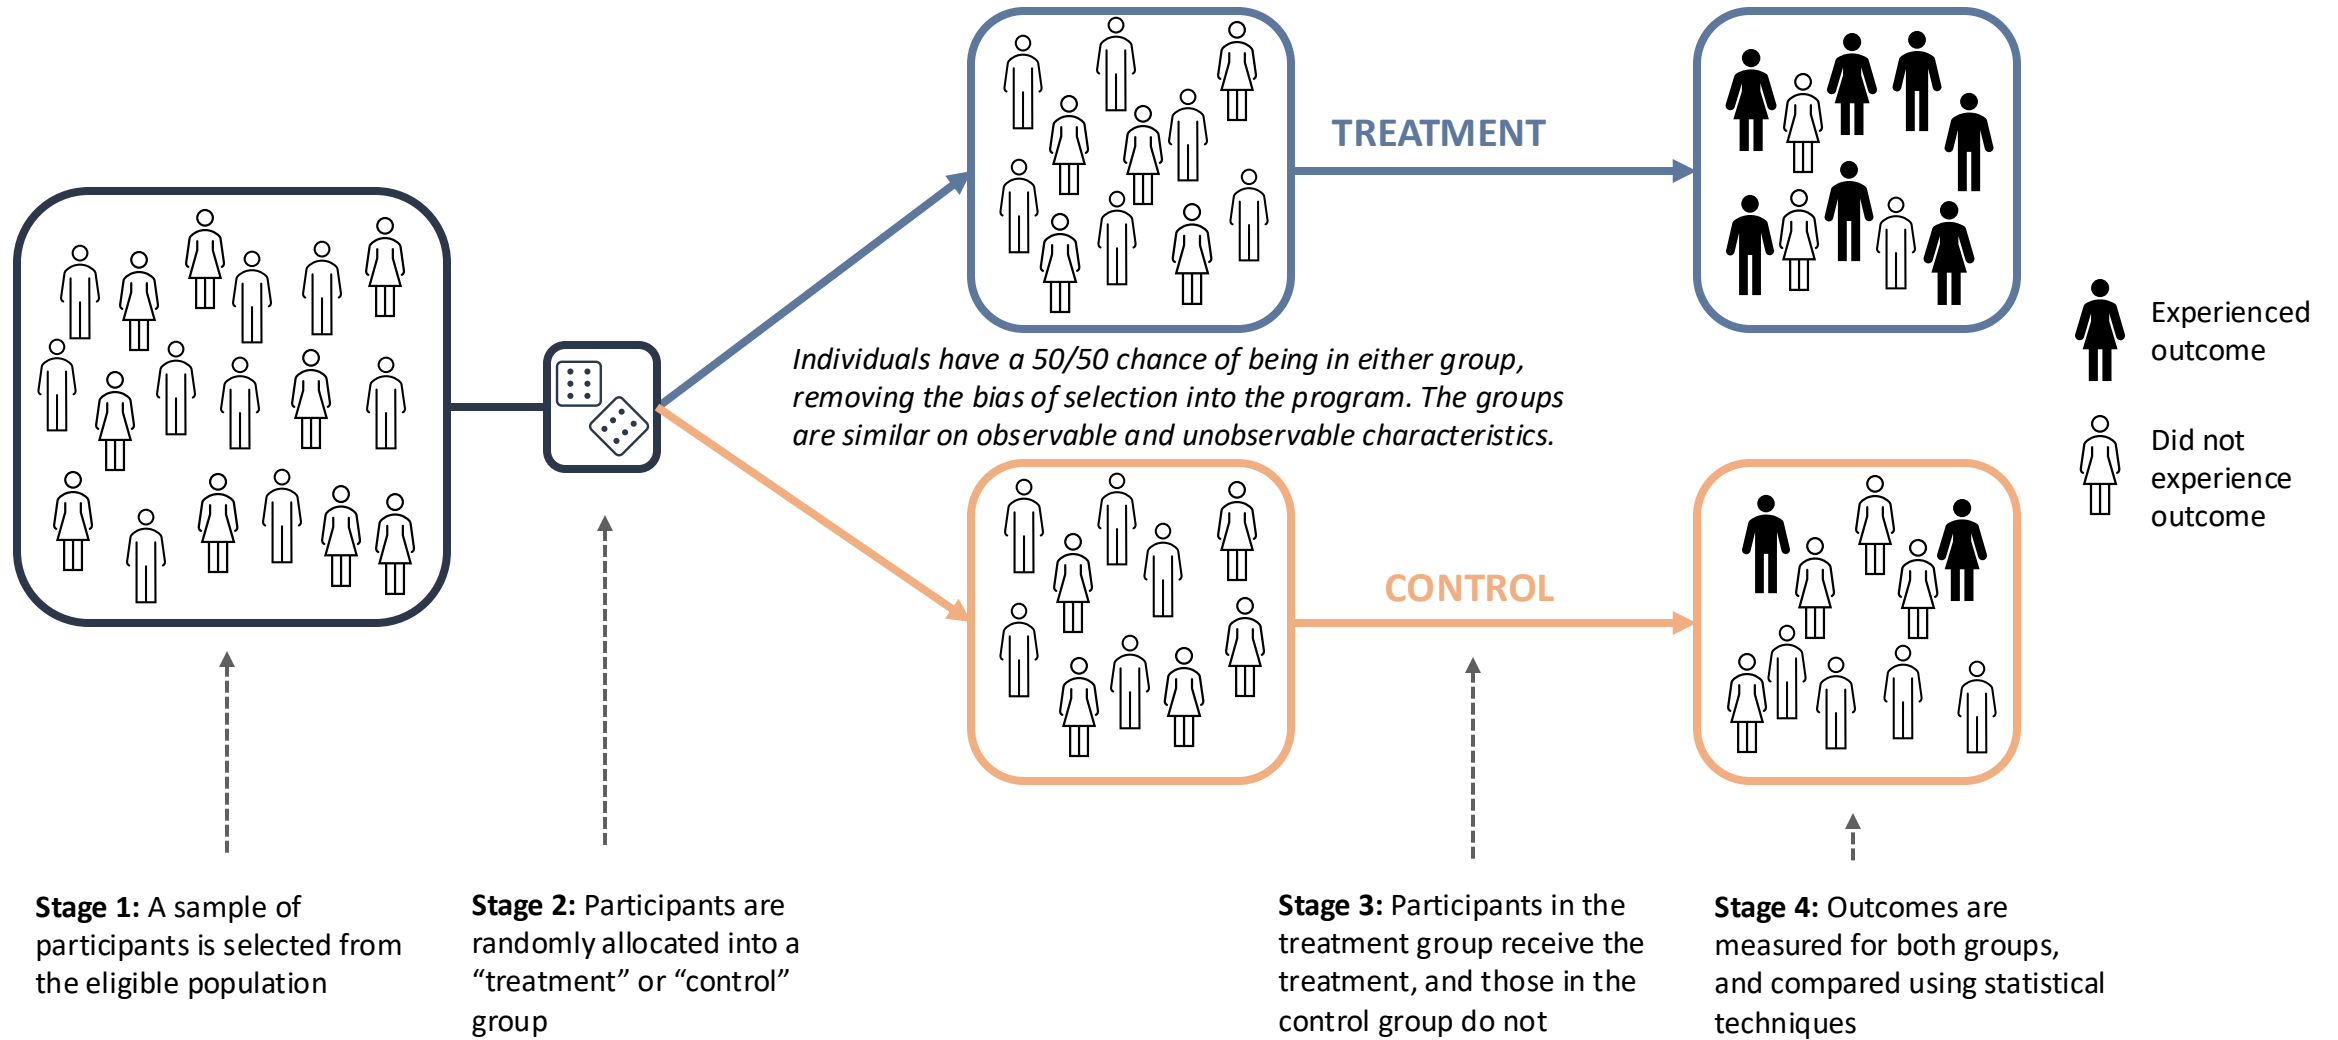 TREATMENT
Individuals have a 50/50 chance of being in either group,
removing the bias of selection into the program. The groups
are similar on observable and unobservable characteristics.
CONTROL
Experienced
outcome
Did not
experience
outcome
Stage 1: A sample of
participants is selected from
the eligible population
Stage 2: Participants are
randomly allocated into a
“treatment” or “control”
group
Stage 3: Participants in the
treatment group receive the
treatment, and those in the
control group do not
Stage 4: Outcomes are
measured for both groups,
and compared using statistical
techniques